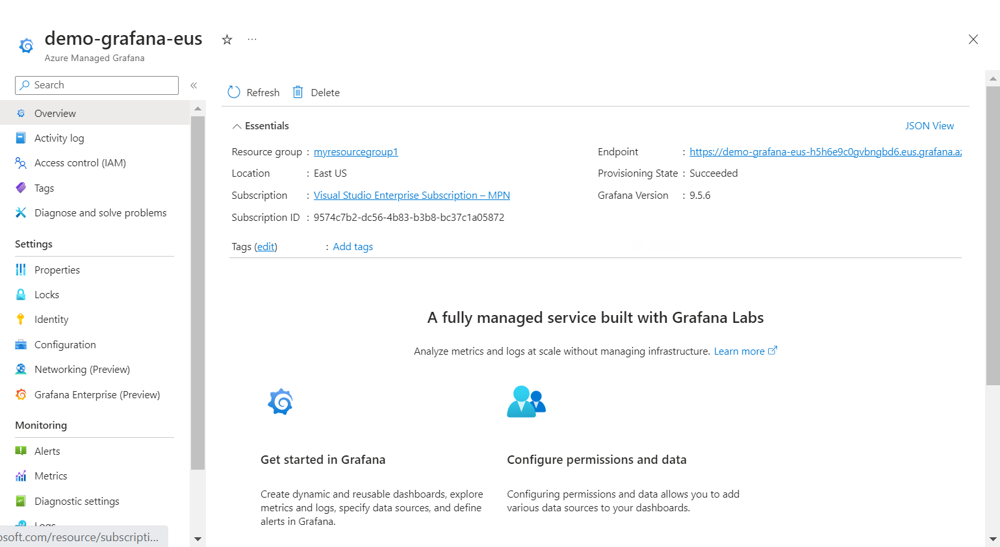 demo-grafana-eus
Azure Managed Grafana
Search
Overview
Activity log
Access control (IAM)
Tags
Diagnose and solve problems
Settings
Properties
Locks
Identity
Configuration
Networking (Preview)
Grafana Enterprise (Preview)
Monitoring
Alerts
Metrics
Diagnostic settings
Logs
osoft.com/resource/subscripti...
Refresh
Delete
Essentials
JSON View
Resource group : myresourcegroup1
Location : East US
Subscription : Visual Studio Enterprise Subscription – MPN
Subscription ID : 9574c7b2-dc56-4b83-b3b8-bc37c1a05872
Endpoint : https://demo-grafana-eus-h5h6e9c0gvbngbd6.eus.grafana.az
Provisioning State : Succeeded
Grafana Version : 9.5.6
Tags (edit) : Add tags
A fully managed service built with Grafana Labs
Analyze metrics and logs at scale without managing infrastructure. Learn more
Get started in Grafana
Create dynamic and reusable dashboards, explore
metrics and logs, specify data sources, and define
alerts in Grafana.
Configure permissions and data
Configuring permissions and data allows you to add
various data sources to your dashboards.